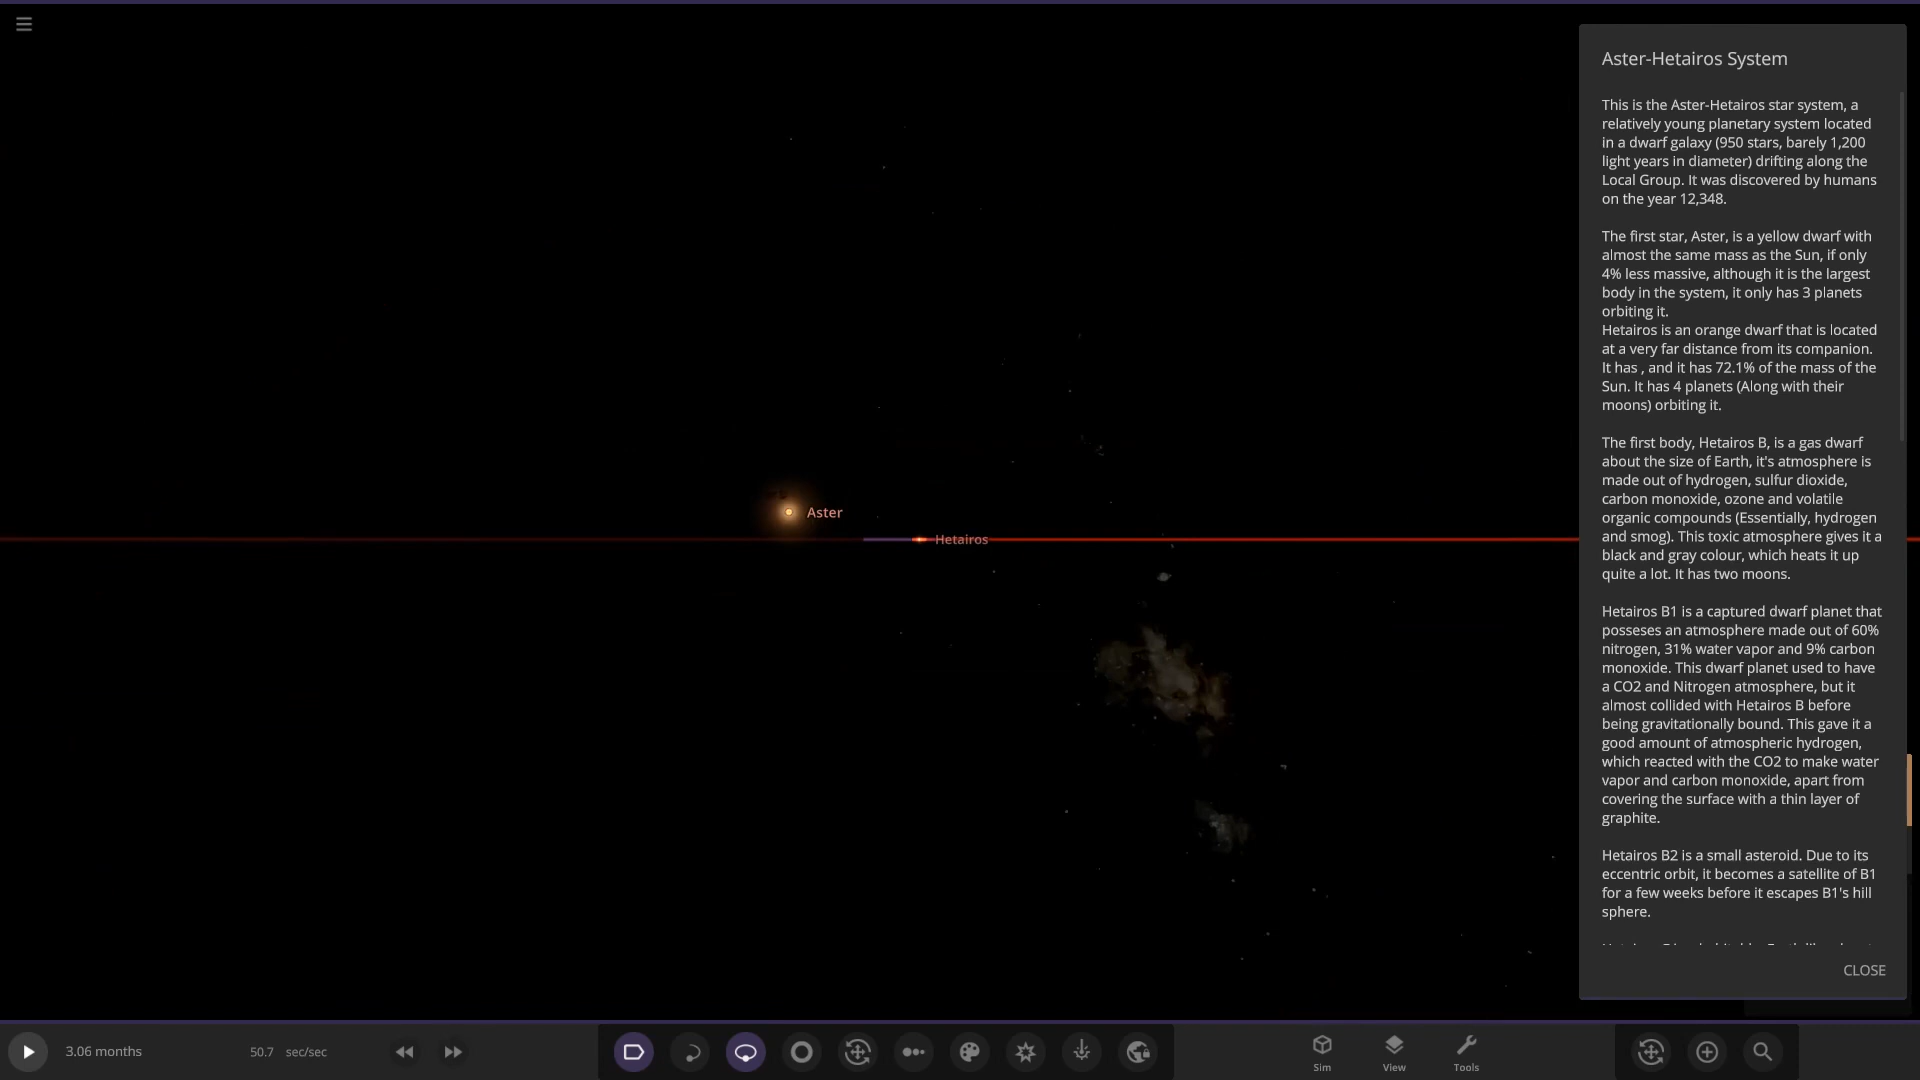 Aster-Hetairos System
This is the Aster-Hetairos star system, a
relatively young planetary system located
in a dwarf galaxy (950 stars, barely 1,200
light years in diameter) drifting along the
Local Group. It was discovered by humans
on the year 12,348.
The first star, Aster, is a yellow dwarf with
almost the same mass as the Sun, if only
4% less massive, although it is the largest
body in the system, it only has 3 planets
orbiting it.
Hetairos is an orange dwarf that is located
at a very far distance from its companion.
It has , and it has 72.1% of the mass of the
Sun. It has 4 planets (Along with their
moons) orbiting it.
The first body, Hetairos B, is a gas dwarf
about the size of Earth, it's atmosphere is
made out of hydrogen, sulfur dioxide,
carbon monoxide, ozone and volatile
organic compounds (Essentially, hydrogen
and smog). This toxic atmosphere gives it a
black and gray colour, which heats it up
quite a lot. It has two moons.
Hetairos B1 is a captured dwarf planet that
posseses an atmosphere made out of 60%
nitrogen, 31% water vapor and 9% carbon
monoxide. This dwarf planet used to have
a CO2 and Nitrogen atmosphere, but it
almost collided with Hetairos B before
being gravitationally bound. This gave it a
good amount of atmospheric hydrogen,
which reacted with the CO2 to make water
vapor and carbon monoxide, apart from
covering the surface with a thin layer of
graphite.
Hetairos B2 is a small asteroid. Due to its
eccentric orbit, it becomes a satellite of B1
for a few weeks before it escapes B1's hill
sphere.
CLOSE
Aster
Hetairos
3.06 months
50.7 sec/sec
Sim
View
Tools